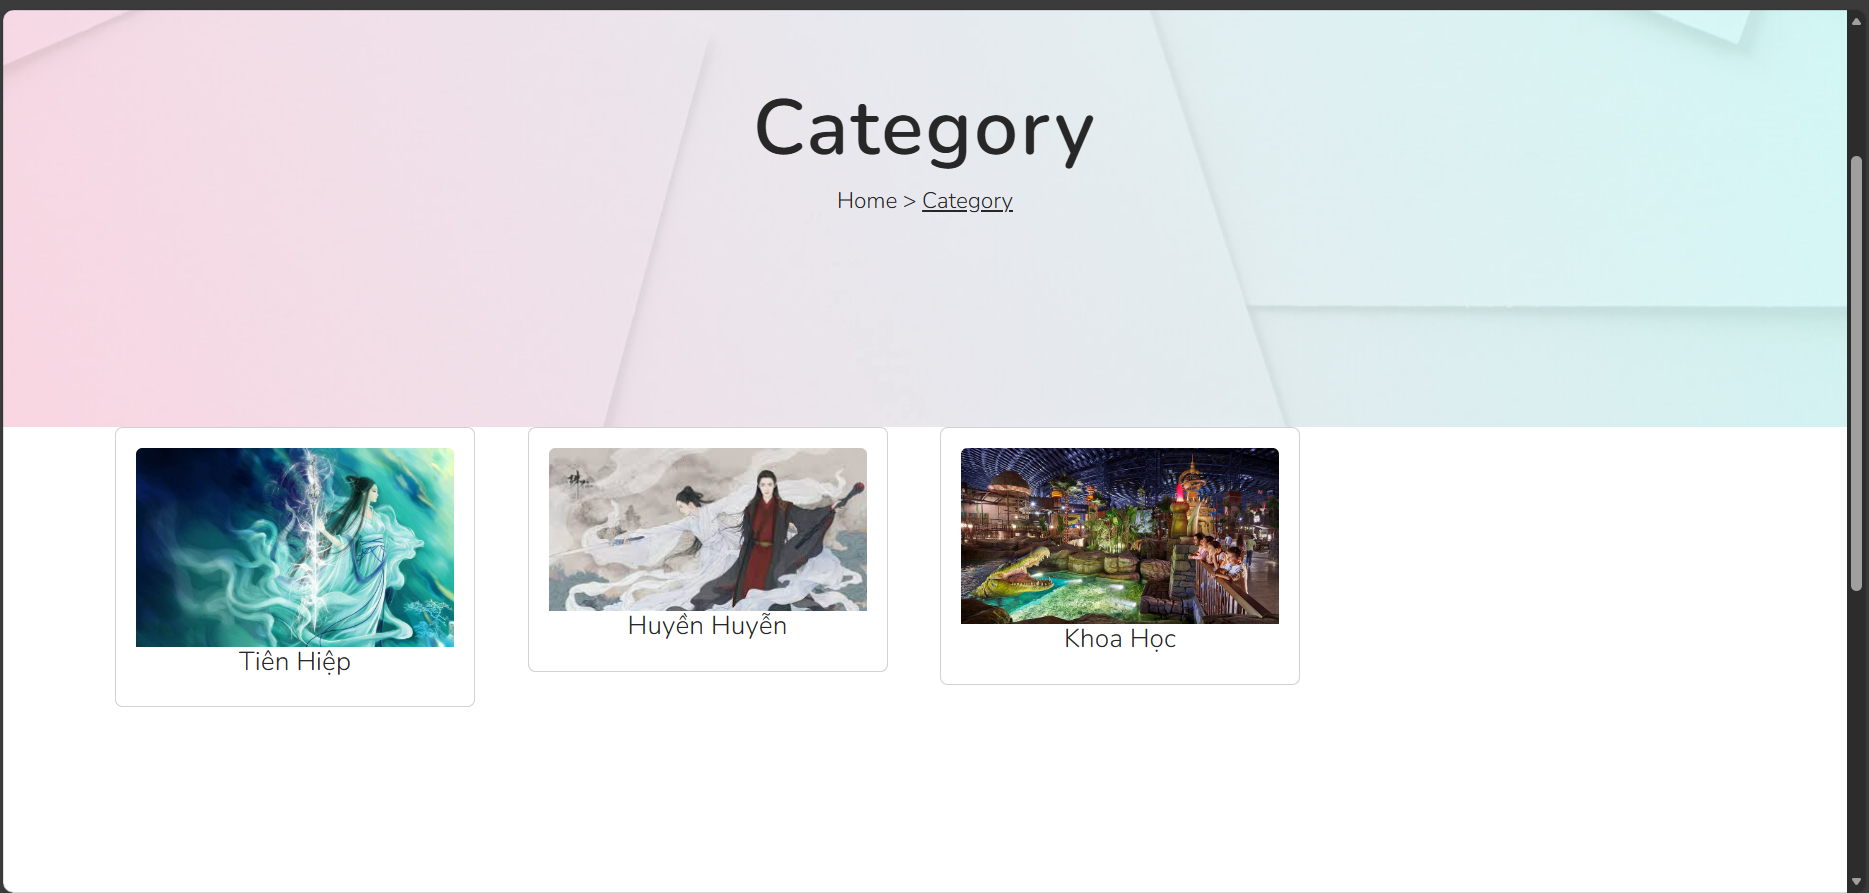 Category
Home > Category
Tiên Hiệp
Huyền Huyễn
Khoa Học